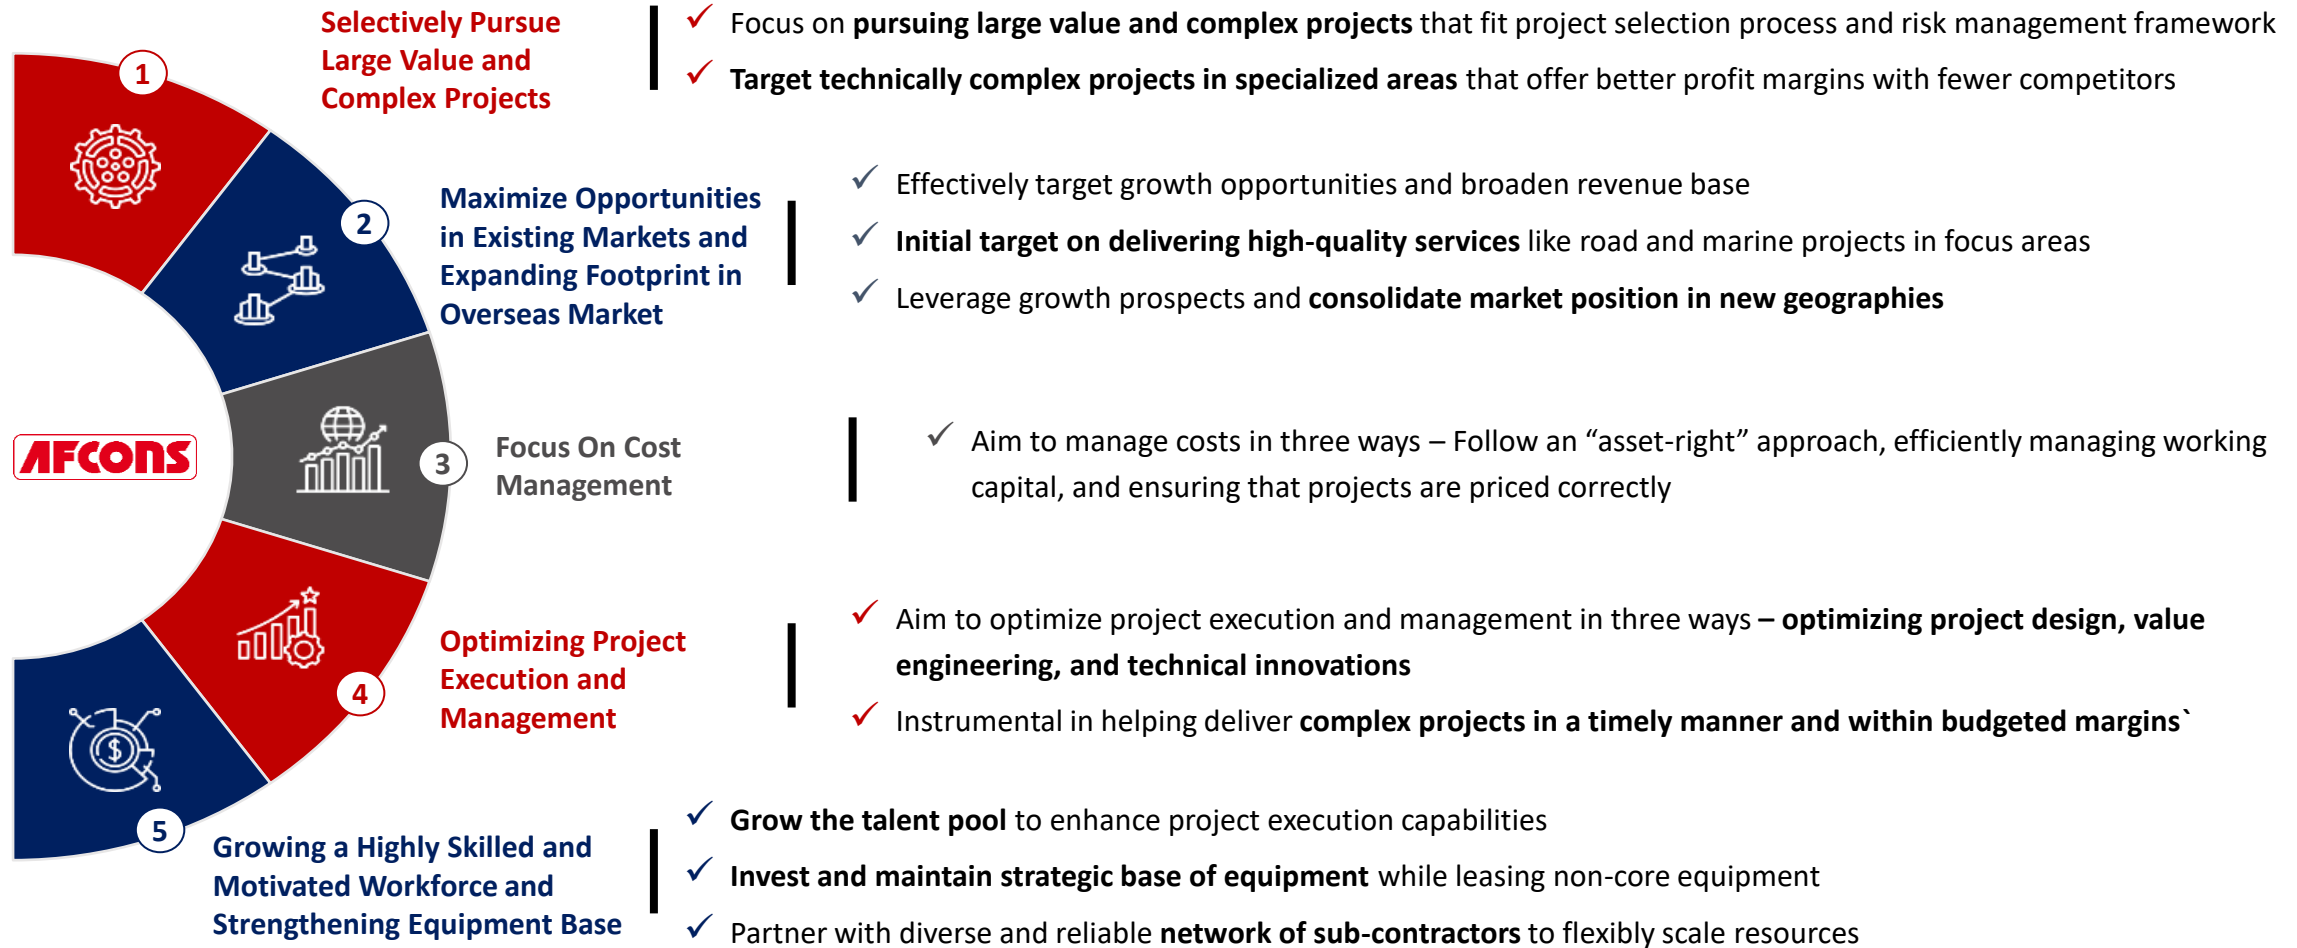 1
Selectively Pursue
Large Value and
Complex Projects
✓ Focus on pursuing large value and complex projects that fit project selection process and risk management framework
✓ Target technically complex projects in specialized areas that offer better profit margins with fewer competitors
2
Maximize Opportunities
in Existing Markets and
Expanding Footprint in
Overseas Market
✓ Effectively target growth opportunities and broaden revenue base
✓ Initial target on delivering high-quality services like road and marine projects in focus areas
✓ Leverage growth prospects and consolidate market position in new geographies
AFCONS
3
Focus On Cost
Management
✓ Aim to manage costs in three ways – Follow an “asset-right” approach, efficiently managing working
capital, and ensuring that projects are priced correctly
4
Optimizing Project
Execution and
Management
✓ Aim to optimize project execution and management in three ways – optimizing project design, value
engineering, and technical innovations
✓ Instrumental in helping deliver complex projects in a timely manner and within budgeted margins`
$
5
Growing a Highly Skilled and
Motivated Workforce and
Strengthening Equipment Base
✓ Grow the talent pool to enhance project execution capabilities
✓ Invest and maintain strategic base of equipment while leasing non-core equipment
✓ Partner with diverse and reliable network of sub-contractors to flexibly scale resources